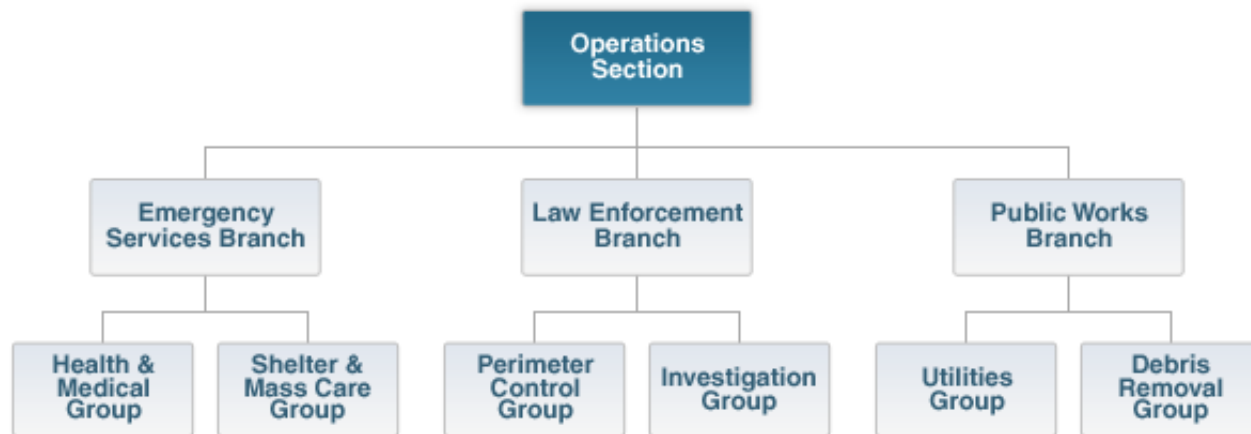 Operations
Section
Emergency
Services Branch
Law Enforcement
Branch
Public Works
Branch
Health &
Medical
Group
Shelter &
Mass Care
Group
Perimeter
Control
Group
Investigation
Group
Utilities
Group
Debris
Removal
Group